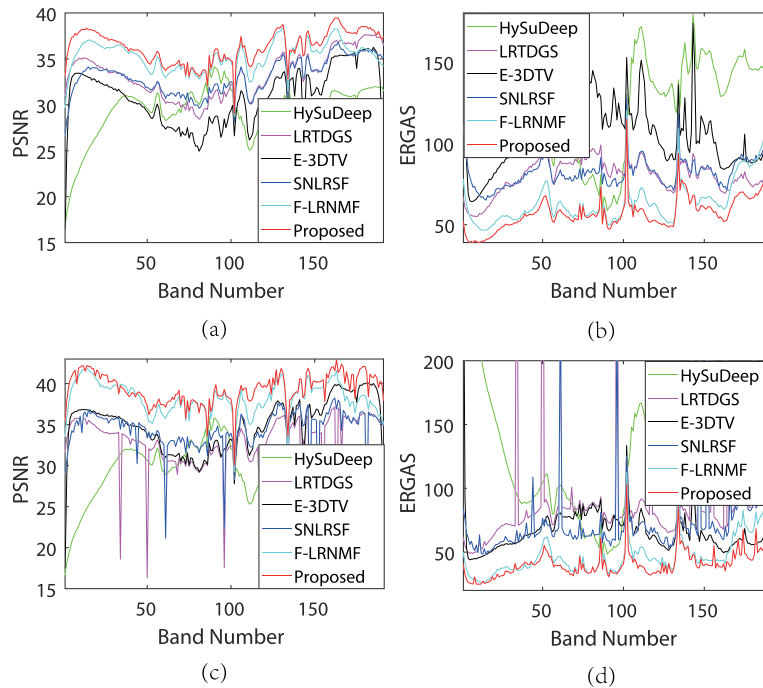 40
35
30
25
20
15
PSNR
50
100
150
Band Number
HySuDeep
LRTDGS
E-3DTV
SNLRSF
F-LRNMF
Proposed
(a)
150
100
50
ERGAS
50
100
150
Band Number
HySuDeep
LRTDGS
E-3DTV
SNLRSF
F-LRNMF
Proposed
(b)
40
35
30
25
20
15
PSNR
50
100
150
Band Number
HySuDeep
LRTDGS
E-3DTV
SNLRSF
F-LRNMF
Proposed
(c)
200
150
100
50
ERGAS
50
100
150
Band Number
HySuDeep
LRTDGS
E-3DTV
SNLRSF
F-LRNMF
Proposed
(d)